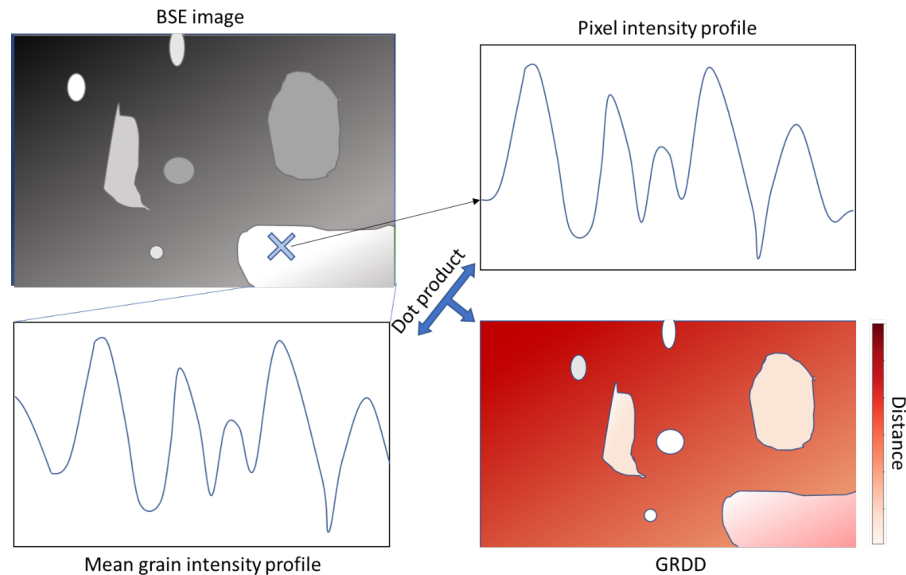 BSE image
Pixel intensity profile
Dot product
Distance
Mean grain intensity profile
GRDD